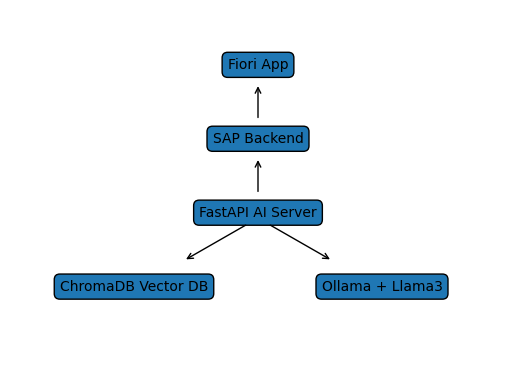 Fiori App
SAP Backend
FastAPI AI Server
ChromaDB Vector DB
Ollama + Llama3